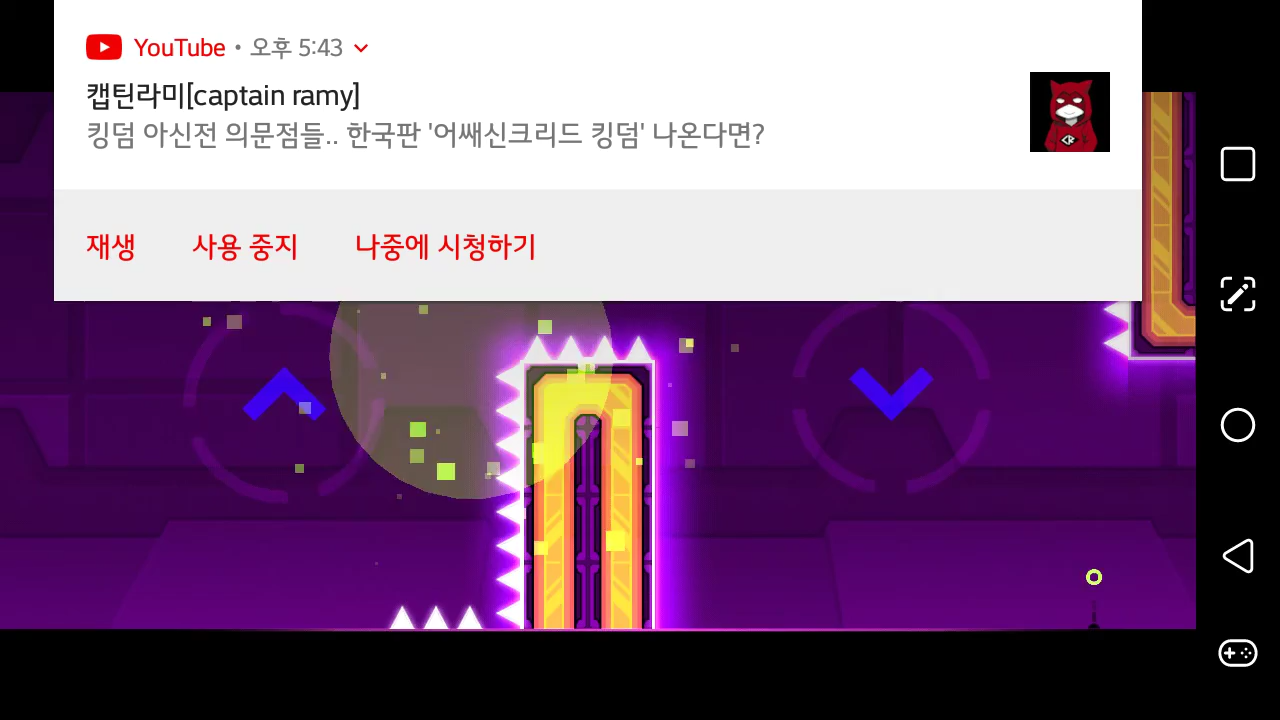 YouTube • 오후 5:43
캡틴라미[captain ramy]
킹덤 아신전 의문점들.. 한국판 '어쌔신크리드 킹덤' 나온다면?
재생 사용 중지 나중에 시청하기